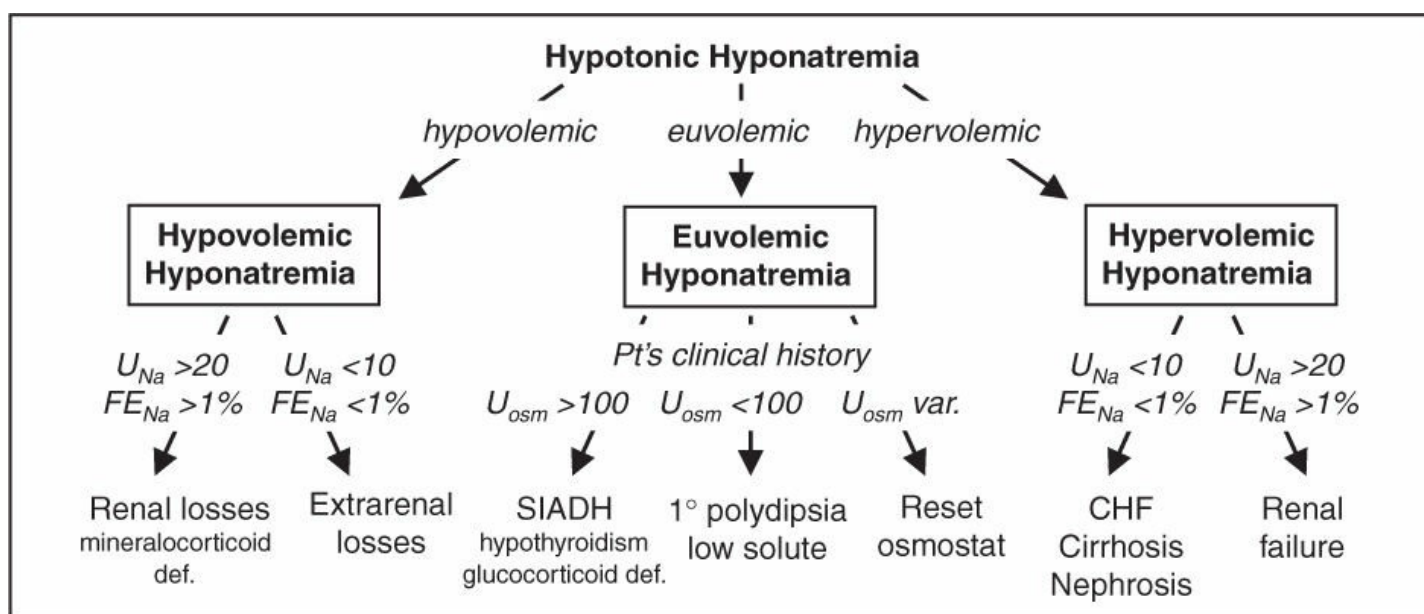 Hypotonic Hyponatremia
hypovolemic
euvolemic
hypervolemic
Hypovolemic
Hyponatremia
Euvolemic
Hyponatremia
Hypervolemic
Hyponatremia
U_Na >20
FE_Na >1%
U_Na <10
FE_Na <1%
Pt's clinical history
U_osm >100
U_osm <100
U_osm var.
U_Na <10
FE_Na <1%
U_Na >20
FE_Na >1%
Renal losses
mineralocorticoid
def.
Extrarenal
losses
SIADH
hypothyroidism
glucocorticoid def.
1° polydipsia
low solute
Reset
osmostat
CHF
Cirrhosis
Nephrosis
Renal
failure